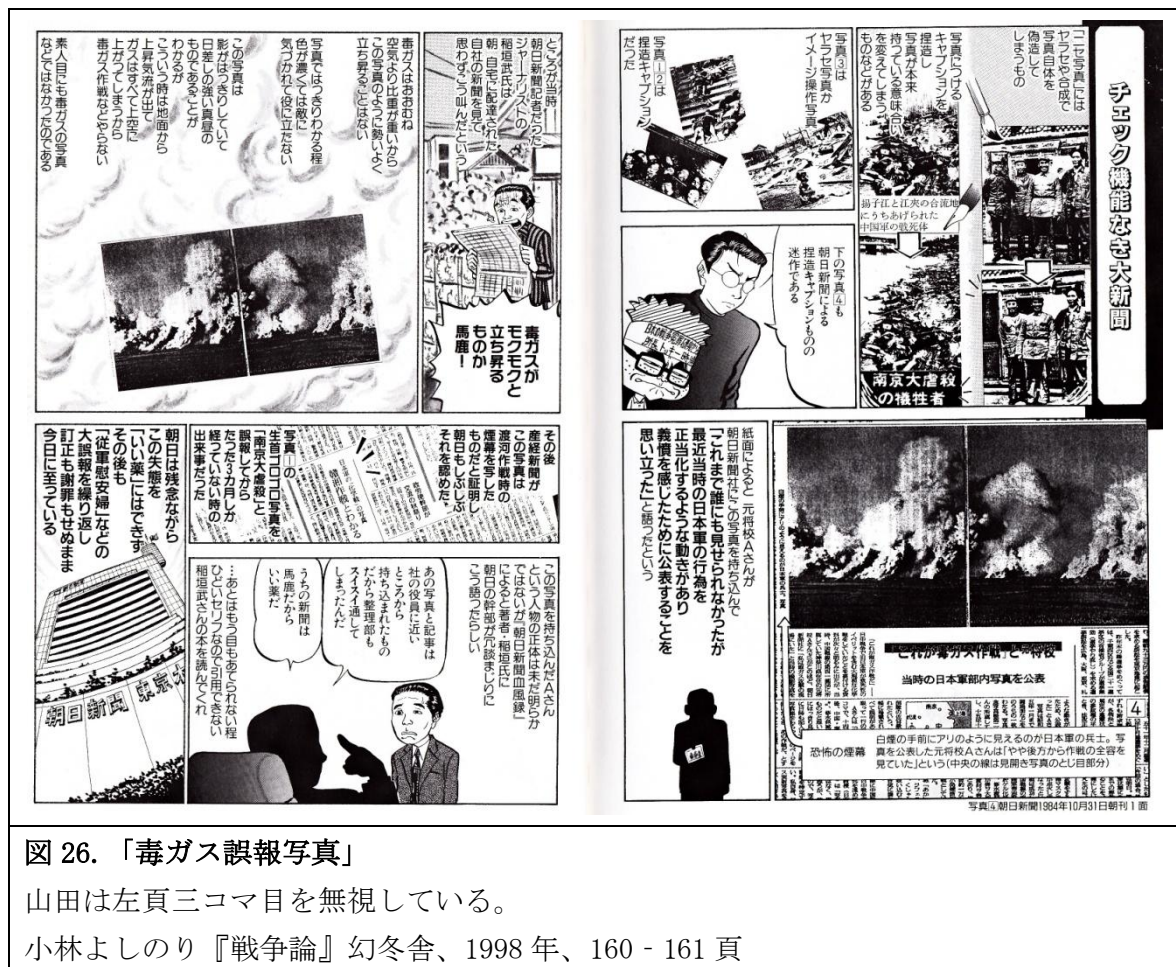 チェック機能なき大新聞
「ニセ写真」には
ヤラセや合成で
写真自体を
偽造して
しまうもの
写真につける
キャプションを
捏造し
写真が本来
持っている意味合い
を変えてしまう
ものなどがある
揚子江と江夾の合流地
にうちあげられた
中国軍の戦死体
南京大虐殺
の犠牲者
写真③は
ヤラセ写真か
イメージ操作写真
写真①②は
捏造キャプション
だった
下の写真④も
朝日新聞による
捏造キャプションものの
迷作である
当時の日本軍部内写真を公表
4
恐怖の煙幕
白煙の手前にアリのように見えるのが日本軍の兵士。写
真を公表した元将校Aさんは「やや後方から作戦の全容を
見ていた」という(中央の線は見開き写真のとじ目部分)
写真④朝日新聞1984年10月31日朝刊1面
紙面によると 元将校Aさんが
朝日新聞社にこの写真を持ち込んで
「これまで誰にも見せられなかったが
最近当時の日本軍の行為を
正当化するような動きがあり
義憤を感じたために公表することを
思い立った」と語ったという
ところが当時
朝日新聞記者だった
ジャーナリストの
稲垣武氏は
朝 自宅に配達された
自社の新聞を見て
思わずこう叫んだという
毒ガスが
モクモクと
立ち昇る
ものか
馬鹿!
毒ガスはおおむね
空気より比重が重いから
この写真のように勢いよく
立ち昇ることはない
写真ではっきりわかる程
色が濃くては敵に
気づかれて役に立たない
この写真は
影がはっきりしていて
日差しの強い真昼の
ものであることが
わかるが
こういう時は地面から
上昇気流が出て
ガスはすべて上空に
上がってしまうから
毒ガス作戦などやらない
素人目にも毒ガスの写真
などではなかったのである
その後
産経新聞が
この写真は
渡河作戦時の
煙幕を写した
ものだと証明し
朝日もしぶしぶ
それを認めた
写真①の
生首ゴロゴロ写真を
「南京大虐殺」と
誤報してから
たった3カ月しか
経っていない時の
出来事だった
この写真を持ち込んだAさん
という人物の正体は未だ明らか
ではないが「朝日新聞血風録」
によると著者・稲垣氏に
朝日の幹部が冗談まじりに
こう語ったらしい
あの写真と記事は
社の役員に近い
ところから
持ち込まれたもの
だから整理部も
スイスイ通して
しまったんだ
うちの新聞は
馬鹿だから
いい薬だ
…あとはもう目もあてられない程
ひどいセリフなので引用できない
稲垣武さんの本を読んでくれ
朝日は残念ながら
この失態を
「いい薬」にはできず
その後も
「従軍慰安婦」などの
大誤報を繰り返し
訂正も謝罪もせぬまま
今日に至っている
朝日新聞 東京
図 26. 「毒ガス誤報写真」
山田は左頁三コマ目を無視している。
小林よしのり『戦争論』幻冬舎、1998 年、160‐161 頁